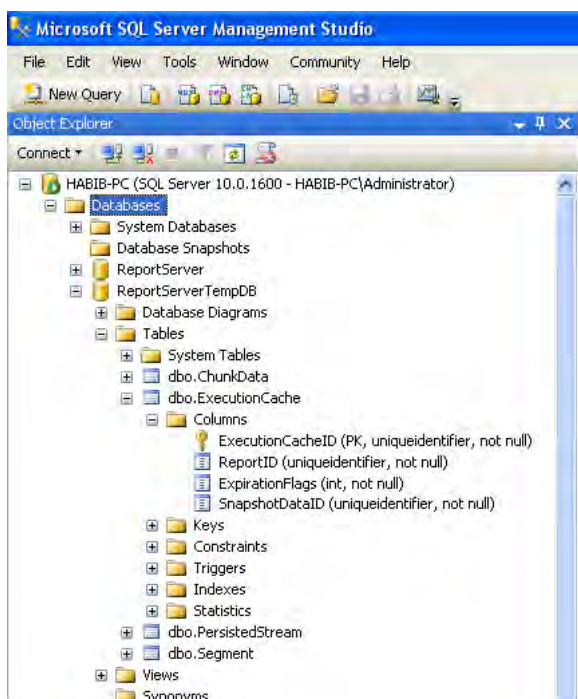 Microsoft SQL Server Management Studio
File Edit View Tools Window Community Help
New Query
Object Explorer
Connect
HABIB-PC (SQL Server 10.0.1600 - HABIB-PC\Administrator)
Databases
System Databases
Database Snapshots
ReportServer
ReportServerTempDB
Database Diagrams
Tables
System Tables
dbo.ChunkData
dbo.ExecutionCache
Columns
ExecutionCacheID (PK, uniqueidentifier, not null)
ReportID (uniqueidentifier, not null)
ExpirationFlags (int, not null)
SnapshotDataID (uniqueidentifier, not null)
Keys
Constraints
Triggers
Indexes
Statistics
dbo.PersistedStream
dbo.Segment
Views
Synonyms